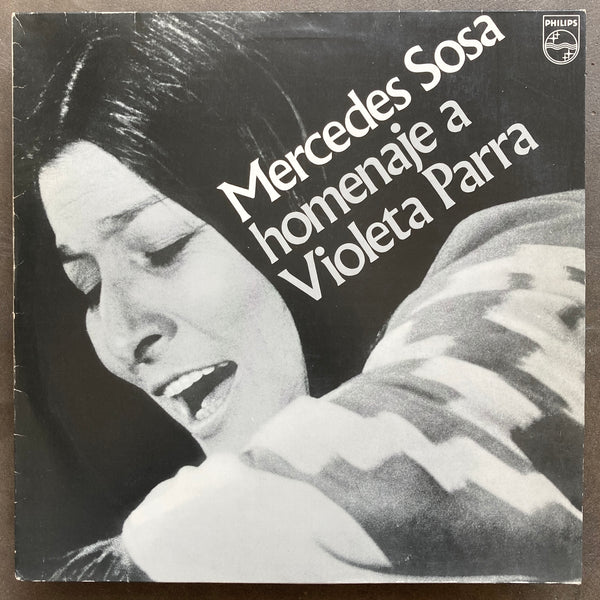 PHILIPS
Mercedes Sosa
homenaje a
Violeta Parra